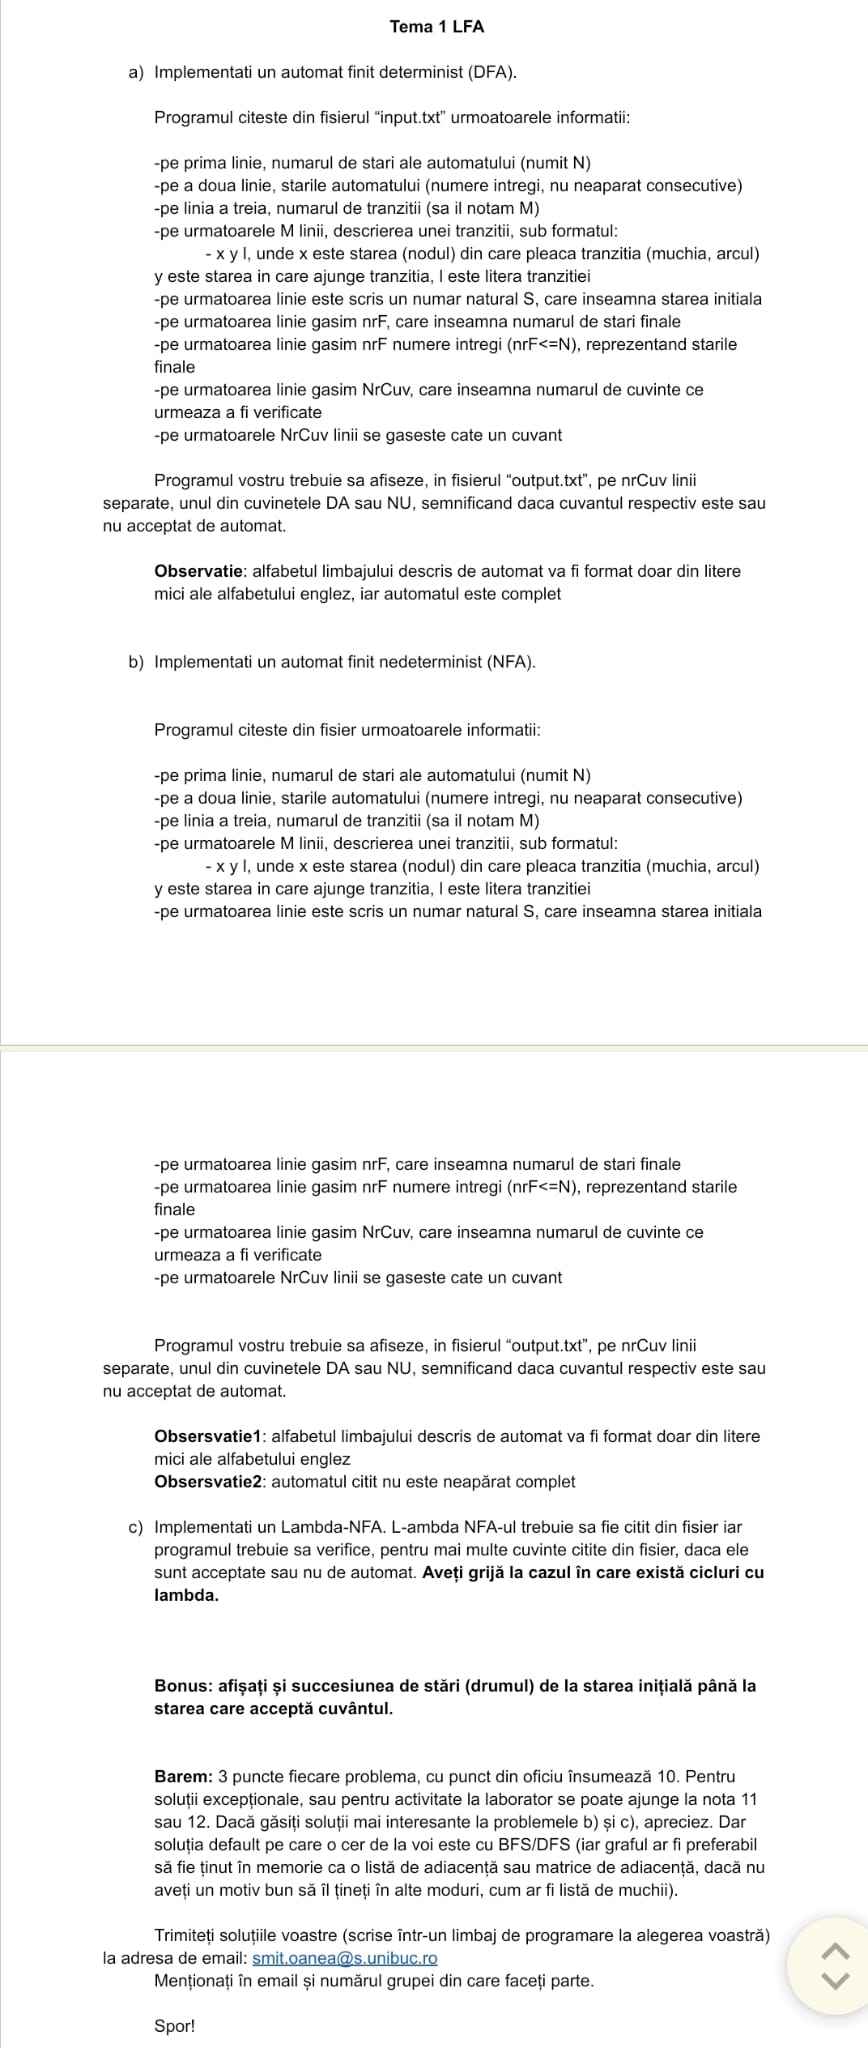 Tema 1 LFA
a) Implementati un automat finit determinist (DFA).
Programul citeste din fisierul “input.txt” urmoatoarele informatii:
-pe prima linie, numarul de stari ale automatului (numit N)
-pe a doua linie, starile automatului (numere intregi, nu neaparat consecutive)
-pe linia a treia, numarul de tranzitii (sa il notam M)
-pe urmatoarele M linii, descrierea unei tranzitii, sub formatul:
- x y l, unde x este starea (nodul) din care pleaca tranzitia (muchia, arcul)
y este starea in care ajunge tranzitia, l este litera tranzitiei
-pe urmatoarea linie este scris un numar natural S, care inseamna starea initiala
-pe urmatoarea linie gasim nrF, care inseamna numarul de stari finale
-pe urmatoarea linie gasim nrF numere intregi (nrF<=N), reprezentand starile
finale
-pe urmatoarea linie gasim NrCuv, care inseamna numarul de cuvinte ce
urmeaza a fi verificate
-pe urmatoarele NrCuv linii se gaseste cate un cuvant
Programul vostru trebuie sa afiseze, in fisierul “output.txt”, pe nrCuv linii
separate, unul din cuvinetele DA sau NU, semnificand daca cuvantul respectiv este sau
nu acceptat de automat.
Observatie: alfabetul limbajului descris de automat va fi format doar din litere
mici ale alfabetului englez, iar automatul este complet
b) Implementati un automat finit nedeterminist (NFA).
Programul citeste din fisier urmoatoarele informatii:
-pe prima linie, numarul de stari ale automatului (numit N)
-pe a doua linie, starile automatului (numere intregi, nu neaparat consecutive)
-pe linia a treia, numarul de tranzitii (sa il notam M)
-pe urmatoarele M linii, descrierea unei tranzitii, sub formatul:
- x y l, unde x este starea (nodul) din care pleaca tranzitia (muchia, arcul)
y este starea in care ajunge tranzitia, l este litera tranzitiei
-pe urmatoarea linie este scris un numar natural S, care inseamna starea initiala
-pe urmatoarea linie gasim nrF, care inseamna numarul de stari finale
-pe urmatoarea linie gasim nrF numere intregi (nrF<=N), reprezentand starile
finale
-pe urmatoarea linie gasim NrCuv, care inseamna numarul de cuvinte ce
urmeaza a fi verificate
-pe urmatoarele NrCuv linii se gaseste cate un cuvant
Programul vostru trebuie sa afiseze, in fisierul “output.txt”, pe nrCuv linii
separate, unul din cuvinetele DA sau NU, semnificand daca cuvantul respectiv este sau
nu acceptat de automat.
Obsersvatie1: alfabetul limbajului descris de automat va fi format doar din litere
mici ale alfabetului englez
Obsersvatie2: automatul citit nu este neapărat complet
c) Implementati un Lambda-NFA. L-ambda NFA-ul trebuie sa fie citit din fisier iar
programul trebuie sa verifice, pentru mai multe cuvinte citite din fisier, daca ele
sunt acceptate sau nu de automat. Aveți grijă la cazul în care există cicluri cu
lambda.
Bonus: afișați și succesiunea de stări (drumul) de la starea inițială până la
starea care acceptă cuvântul.
Barem: 3 puncte fiecare problema, cu punct din oficiu însumează 10. Pentru
soluții excepționale, sau pentru activitate la laborator se poate ajunge la nota 11
sau 12. Dacă găsiți soluții mai interesante la problemele b) și c), apreciez. Dar
soluția default pe care o cer de la voi este cu BFS/DFS (iar graful ar fi preferabil
să fie ținut în memorie ca o listă de adiacență sau matrice de adiacență, dacă nu
aveți un motiv bun să îl țineți în alte moduri, cum ar fi listă de muchii).
Trimiteți soluțiile voastre (scrise într-un limbaj de programare la alegerea voastră)
la adresa de email: smit.oanea@s.unibuc.ro
Menționați în email și numărul grupei din care faceți parte.
Spor!